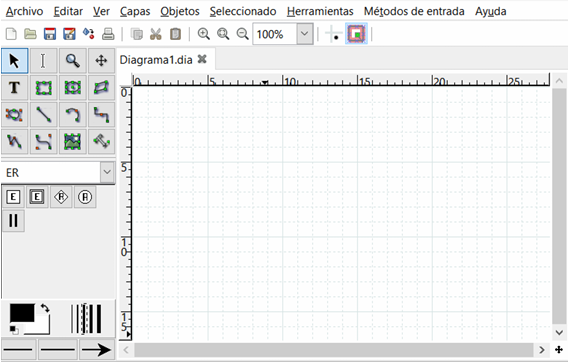 Archivo Editar Ver Capas Objetos Seleccionado Herramientas Métodos de entrada Ayuda
100%
Diagrama1.dia
0 5 10 15 20 25
T
0
5
10
15
ER
E E R A